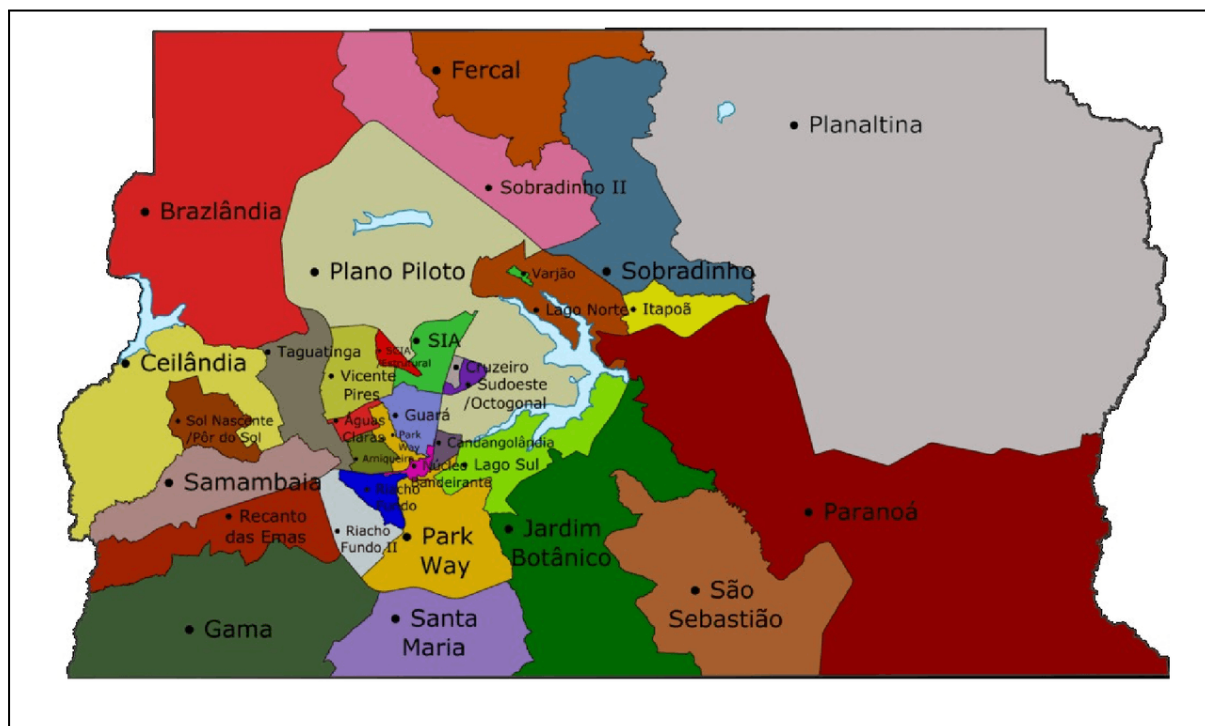 Fercal
Planaltina
Sobradinho II
Brazlândia
Plano Piloto
Varjão
Sobradinho
Lago Norte
Itapoã
SIA
Taguatinga
SCIA
/Estrutural
Ceilândia
Cruzeiro
Vicente
Pires
Sudoeste
/Octogonal
Guará
Sol Nascente
/Pôr do Sol
Águas
Claras
Park
Way
Candangolândia
Arniqueira
Núcleo
Bandeirante
Lago Sul
Samambaia
Riacho
Fundo
Recanto
das Emas
Riacho
Fundo II
Park
Way
Jardim
Botânico
Paranoá
São
Sebastião
Santa
Maria
Gama